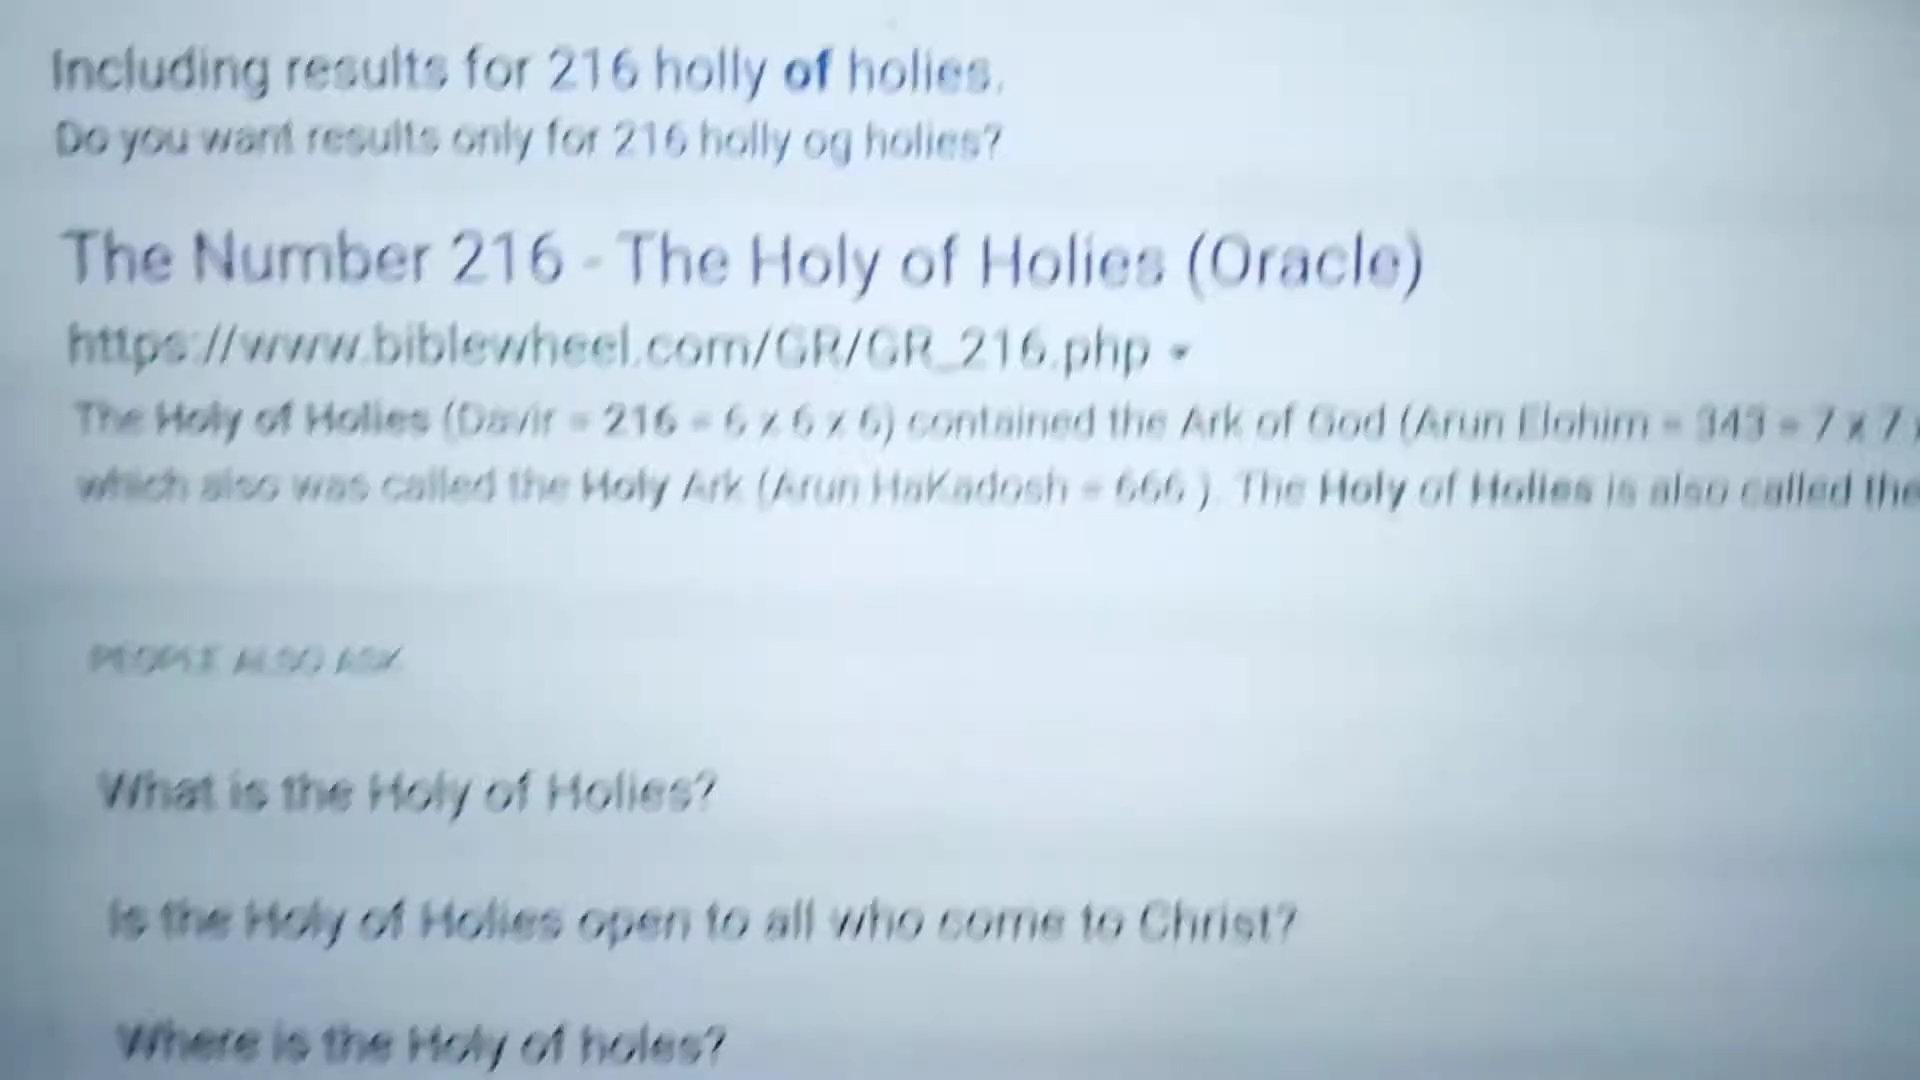 Including results for 216 holly of holies.
Do you want results only for 216 holly og holies?
The Number 216 - The Holy of Holies (Oracle)
https://www.biblewheel.com/GR/GR_216.php
The Holy of Holies (Davir = 216 = 6 x 6 x 6) contained the Ark of God (Arun Elohim = 343 = 7 x 7 x
which also was called the Holy Ark (Arun HaKadosh = 666 ). The Holy of Holies is also called the
PEOPLE ALSO ASK
What is the Holy of Holies?
Is the Holy of Holies open to all who come to Christ?
Where is the Holy of holes?